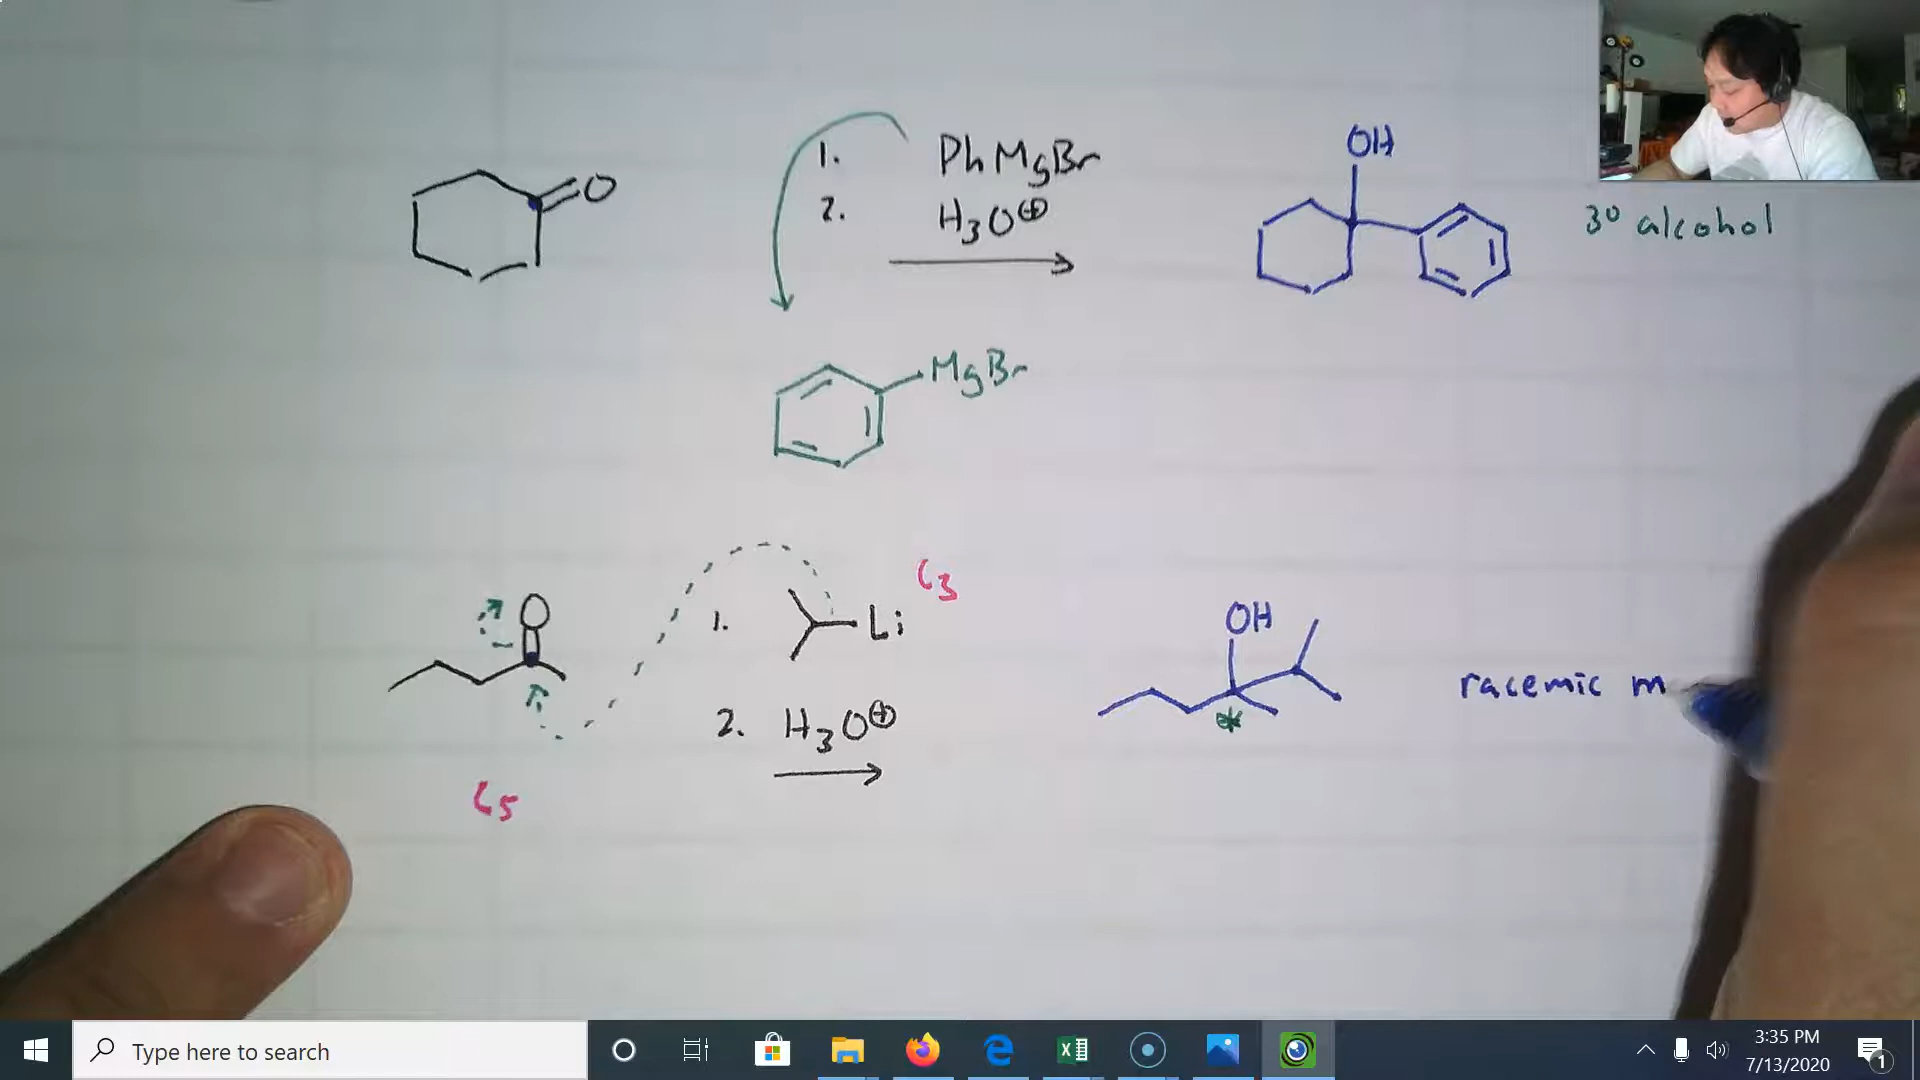 O
1. PhMgBr
2. H3O⊕
OH
3° alcohol
MgBr
O
1. Li
C3
2. H3O⊕
C5
OH
*
racemic m
Type here to search
3:35 PM
7/13/2020
1